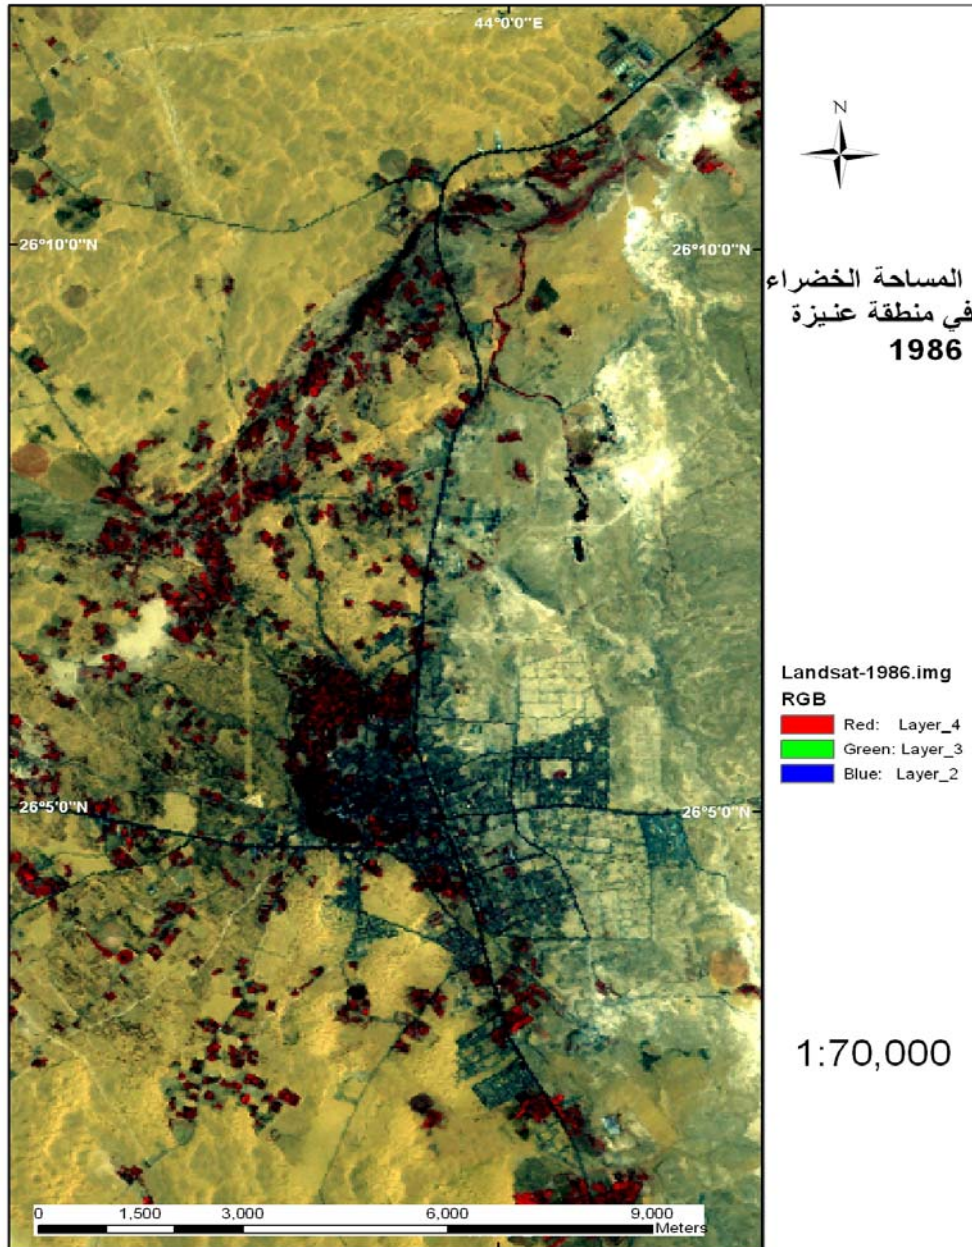 44°0'0"E
N
26°10'0"N
26°10'0"N
المساحة الخضراء
في منطقة عنيزة
1986
Landsat-1986.img
RGB
Red: Layer_4
Green: Layer_3
Blue: Layer_2
26°5'0"N
26°5'0"N
1:70,000
0 1,500 3,000 6,000 9,000
Meters